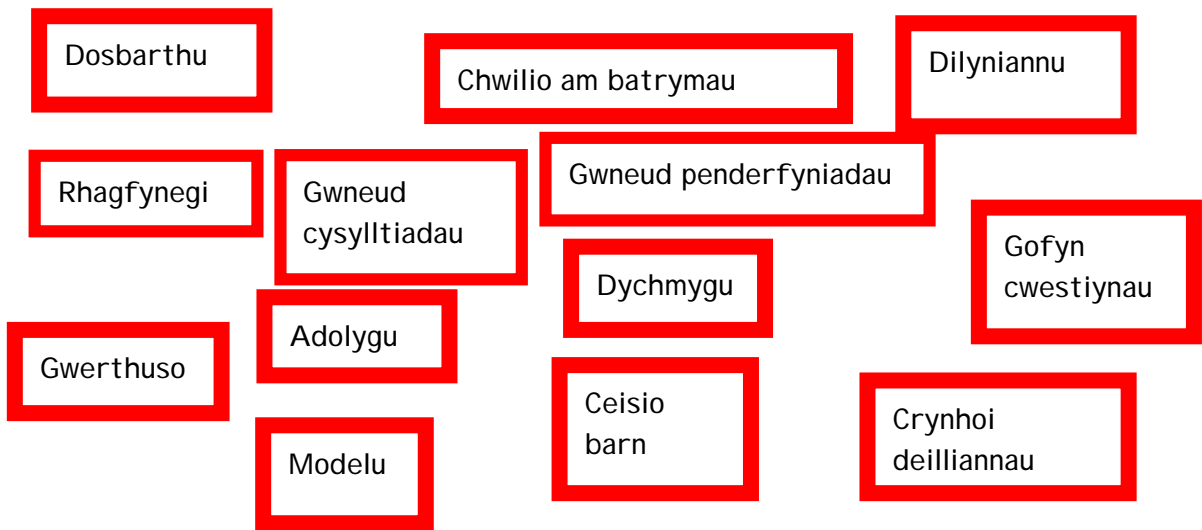 Dosbarthu
Chwilio am batrymau
Dilyniannu
Rhagfynegi
Gwneud
cysylltiadau
Gwneud penderfyniadau
Gofyn
cwestiynau
Dychmygu
Adolygu
Gwerthuso
Ceisio
barn
Crynhoi
deilliannau
Modelu